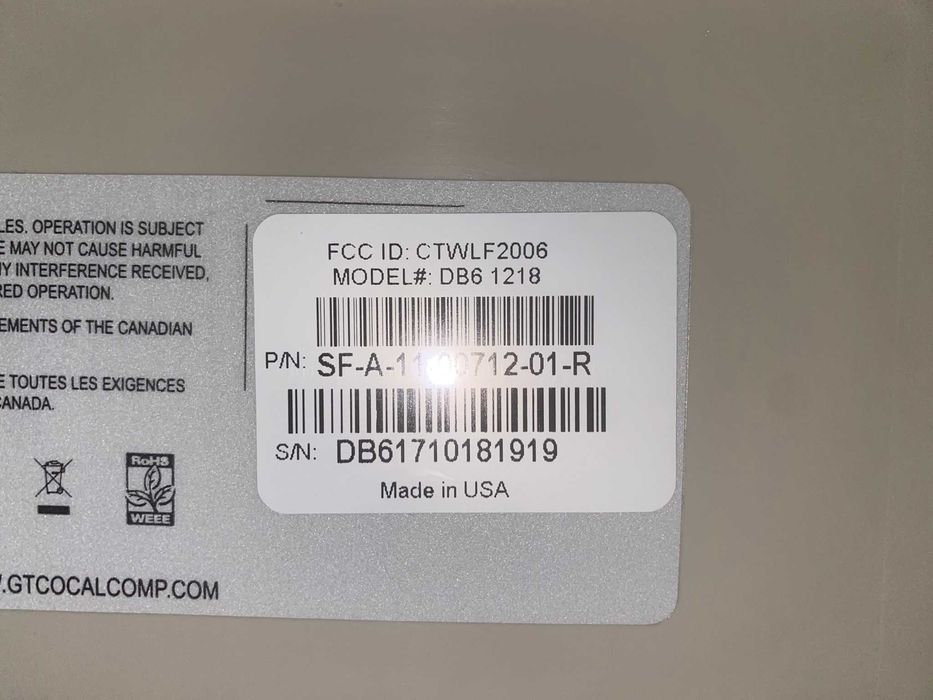 LES. OPERATION IS SUBJECT
E MAY NOT CAUSE HARMFUL
NY INTERFERENCE RECEIVED,
RED OPERATION.
EMENTS OF THE CANADIAN
E TOUTES LES EXIGENCES
CANADA.
RoHS
WEEE
.GTCOCALCOMP.COM
FCC ID: CTWLF2006
MODEL#: DB6 1218
P/N:
S/N: DB61710181919
Made in USA